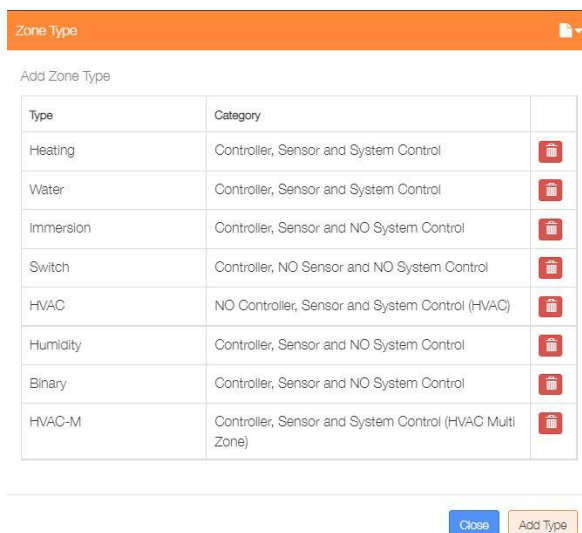 Zone Type
Add Zone Type
Type Category
Heating Controller, Sensor and System Control
Water Controller, Sensor and System Control
Immersion Controller, Sensor and NO System Control
Switch Controller, NO Sensor and NO System Control
HVAC NO Controller, Sensor and System Control (HVAC)
Humidity Controller, Sensor and NO System Control
Binary Controller, Sensor and NO System Control
HVAC-M Controller, Sensor and System Control (HVAC Multi
Zone)
Close Add Type